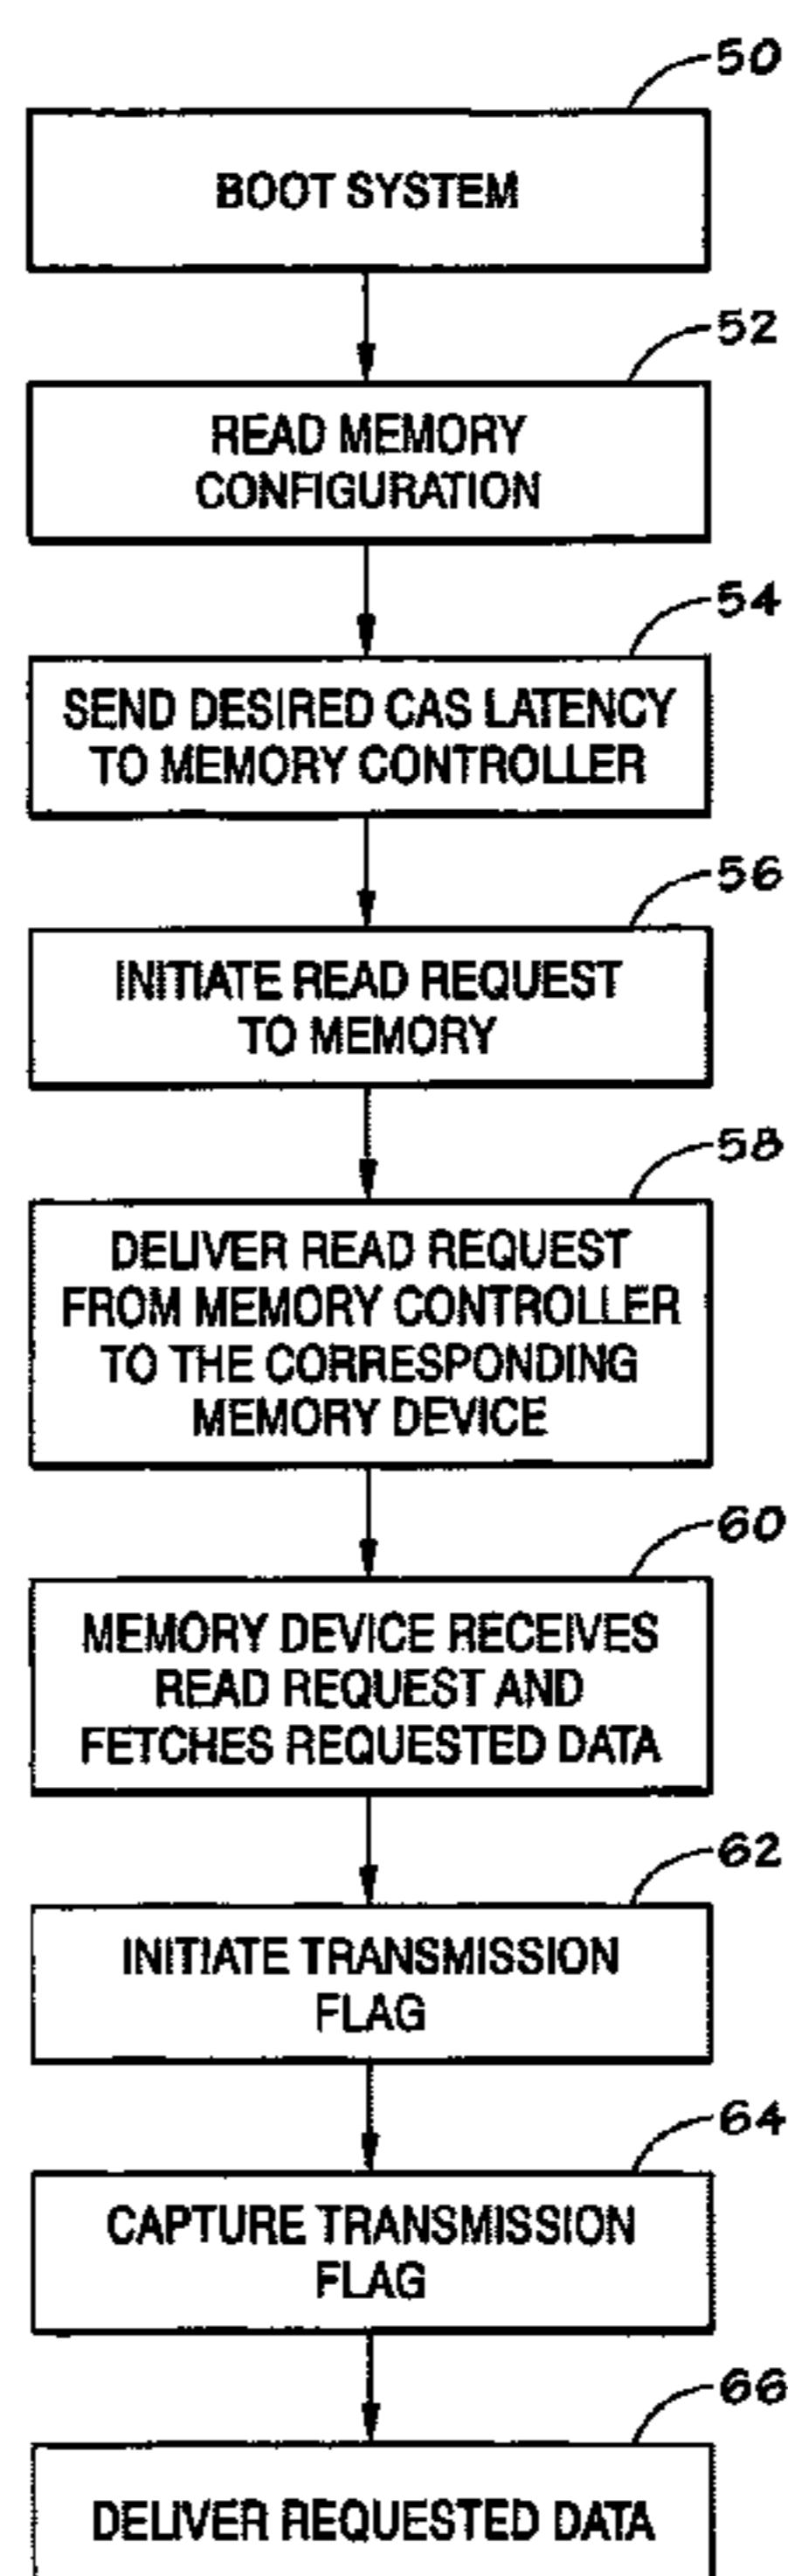 50
BOOT SYSTEM
52
READ MEMORY
CONFIGURATION
54
SEND DESIRED CAS LATENCY
TO MEMORY CONTROLLER
56
INITIATE READ REQUEST
TO MEMORY
58
DELIVER READ REQUEST
FROM MEMORY CONTROLLER
TO THE CORRESPONDING
MEMORY DEVICE
60
MEMORY DEVICE RECEIVES
READ REQUEST AND
FETCHES REQUESTED DATA
62
INITIATE TRANSMISSION
FLAG
64
CAPTURE TRANSMISSION
FLAG
66
DELIVER REQUESTED DATA